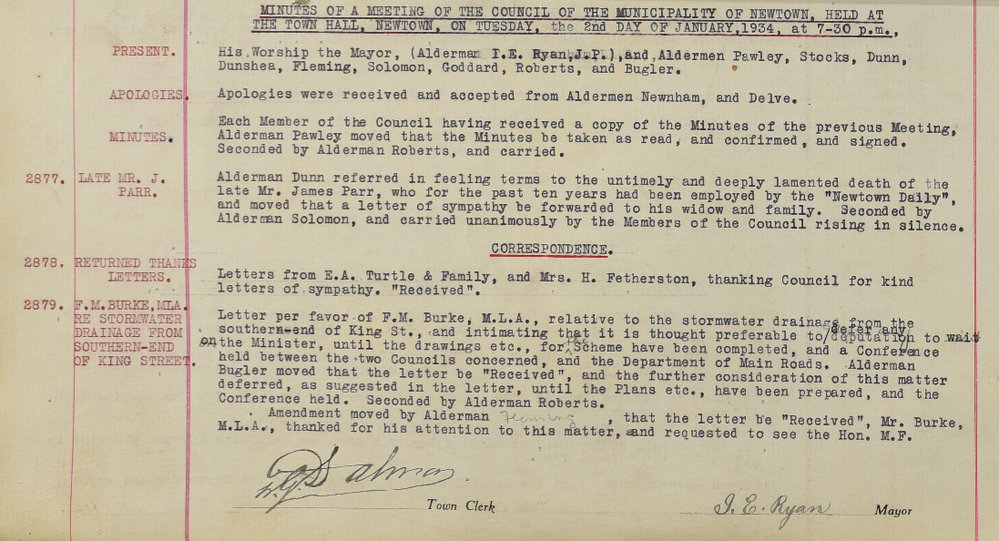 MINUTES OF A MEETING OF THE COUNCIL OF THE MUNICIPALITY OF NEWTOWN, HELD AT
THE TOWN HALL, NEWTOWN, ON TUESDAY, the 2nd DAY OF JANUARY,1934, at 7-30 p.m.,
PRESENT.
His Worship the Mayor, (Alderman I.E. Ryan,J.P.),and Aldermen Pawley, Stocks, Dunn,
Dunshea, Fleming, Solomon, Goddard, Roberts, and Bugler.
APOLOGIES.
Apologies were received and accepted from Aldermen Newnham, and Delve.
MINUTES.
Each Member of the Council having received a copy of the Minutes of the previous Meeting,
Alderman Pawley moved that the Minutes be taken as read, and confirmed, and signed.
Seconded by Alderman Roberts, and carried.
2877. LATE MR. J.
PARR.
Alderman Dunn referred in feeling terms to the untimely and deeply lamented death of the
late Mr. James Parr, who for the past ten years had been employed by the "Newtown Daily",
and moved that a letter of sympathy be forwarded to his widow and family. Seconded by
Alderman Solomon, and carried unanimously by the Members of the Council rising in silence.
CORRESPONDENCE.
2878. RETURNED THANKS
LETTERS.
Letters from E.A. Turtle & Family, and Mrs. H. Fetherston, thanking Council for kind
letters of sympathy. "Received".
2879. F.M.BURKE,MLA.
RE STORMWATER
DRAINAGE FROM
SOUTHERN-END
OF KING STREET.
Letter per favor of F.M. Burke, M.L.A., relative to the stormwater drainage from the
southern-end of King St., and intimating that it is thought preferable to defer any deputation to wait
on the Minister, until the drawings etc., for the Scheme have been completed, and a Conference
held between the two Councils concerned, and the Department of Main Roads. Alderman
Bugler moved that the letter be "Received", and the further consideration of this matter
deferred, as suggested in the letter, until the Plans etc., have been prepared, and the
Conference held. Seconded by Alderman Roberts.
Amendment moved by Alderman Fleming, that the letter be "Received", Mr. Burke,
M.L.A., thanked for his attention to this matter, and requested to see the Hon. M.F.
Town Clerk
I. E. Ryan Mayor